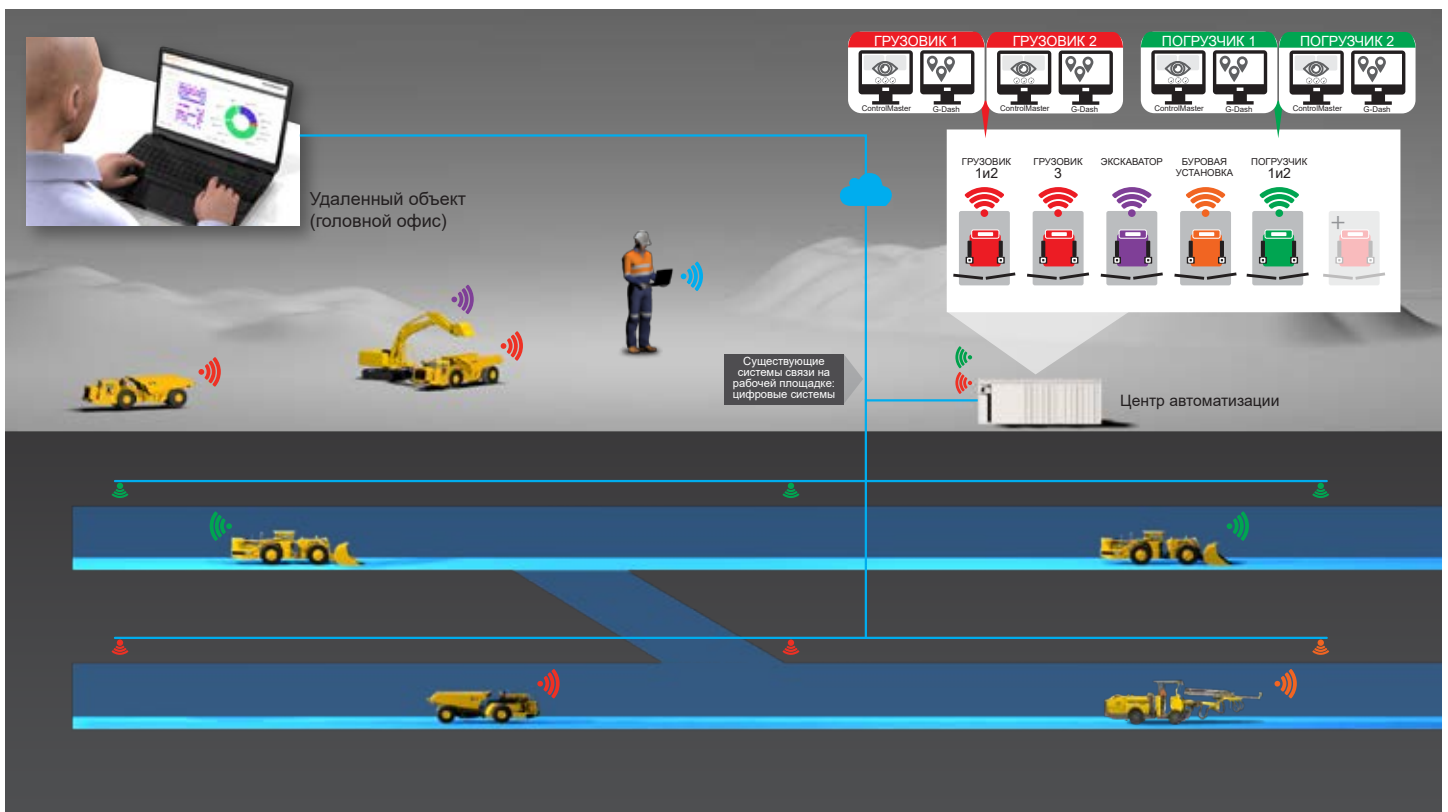 ГРУЗОВИК 1
ГРУЗОВИК 2
ПОГРУЗЧИК 1
ПОГРУЗЧИК 2
ControlMaster
G-Dash
ControlMaster
G-Dash
ControlMaster
G-Dash
ControlMaster
G-Dash
ГРУЗОВИК
1и2
ГРУЗОВИК
3
ЭКСКАВАТОР
БУРОВАЯ
УСТАНОВКА
ПОГРУЗЧИК
1и2
+
Удаленный объект
(головной офис)
Существующие
системы связи на
рабочей площадке:
цифровые системы
Центр автоматизации